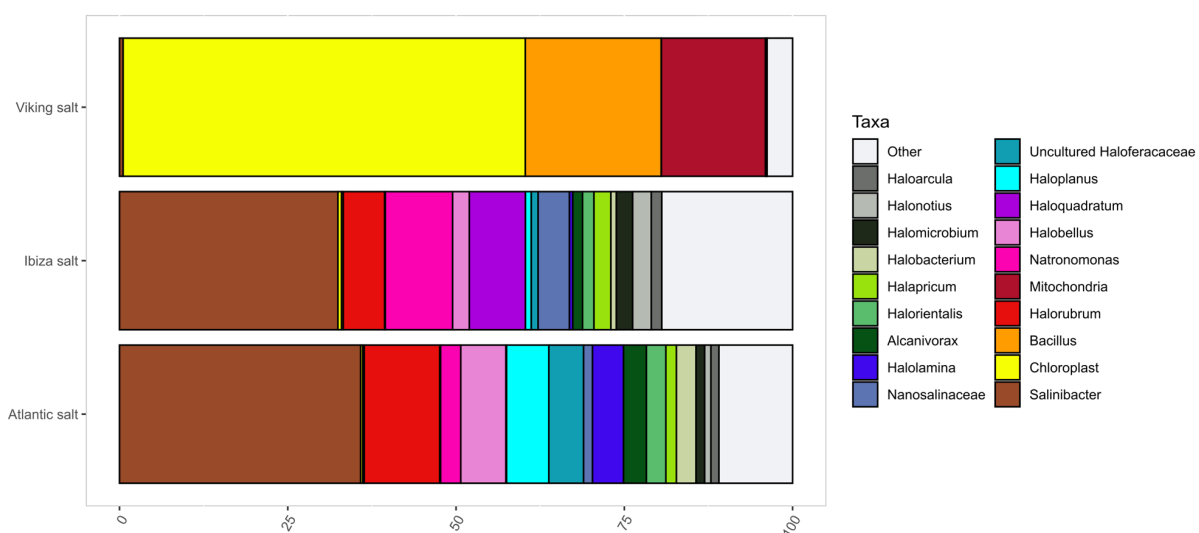 Viking salt
Ibiza salt
Atlantic salt
0
25
50
75
100
Taxa
Other
Haloarcula
Halonotius
Halomicrobium
Halobacterium
Halapricum
Halorientalis
Alcanivorax
Halolamina
Nanosalinaceae
Uncultured Haloferacaceae
Haloplanus
Haloquadratum
Halobellus
Natronomonas
Mitochondria
Halorubrum
Bacillus
Chloroplast
Salinibacter